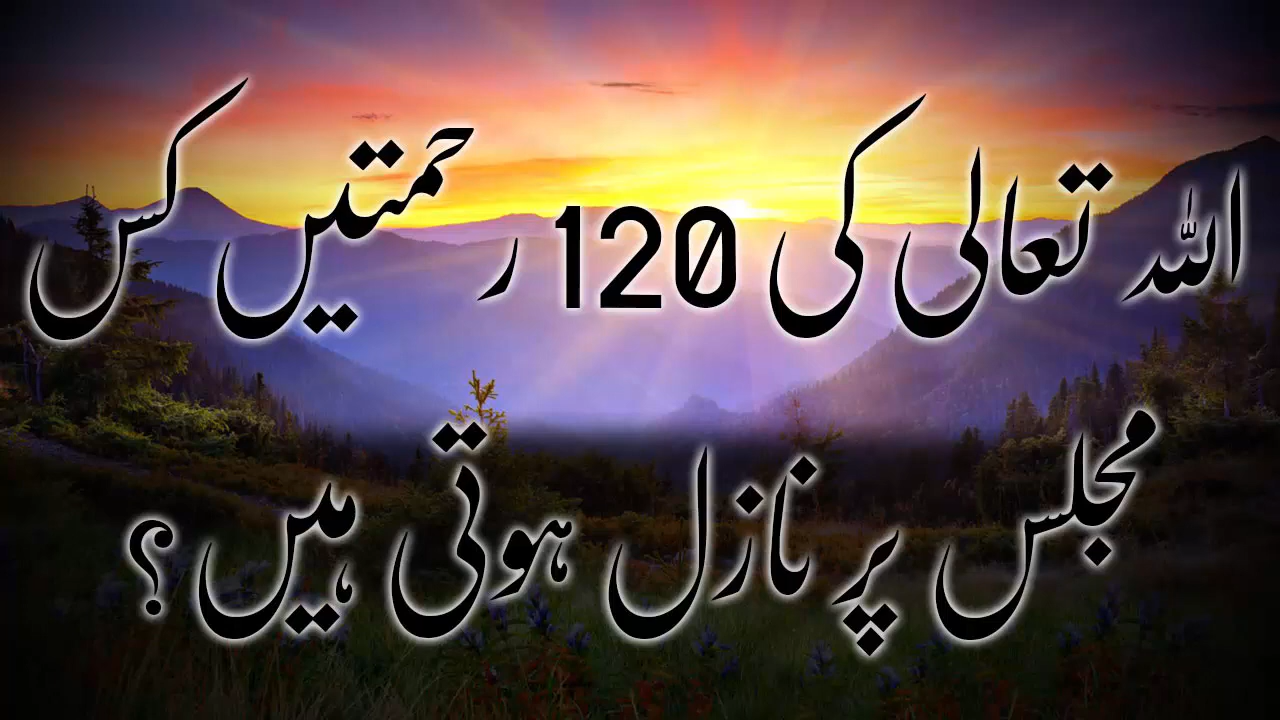 اللہ تعالی کی 120 رحمتیں کس
مجلس پر نازل ہوتی ہیں؟